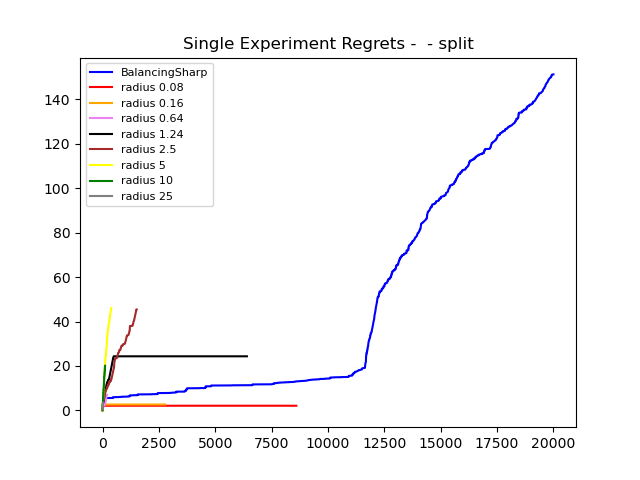 Single Experiment Regrets -  - split
BalancingSharp
radius 0.08
radius 0.16
radius 0.64
radius 1.24
radius 2.5
radius 5
radius 10
radius 25
140
120
100
80
60
40
20
0
0 2500 5000 7500 10000 12500 15000 17500 20000